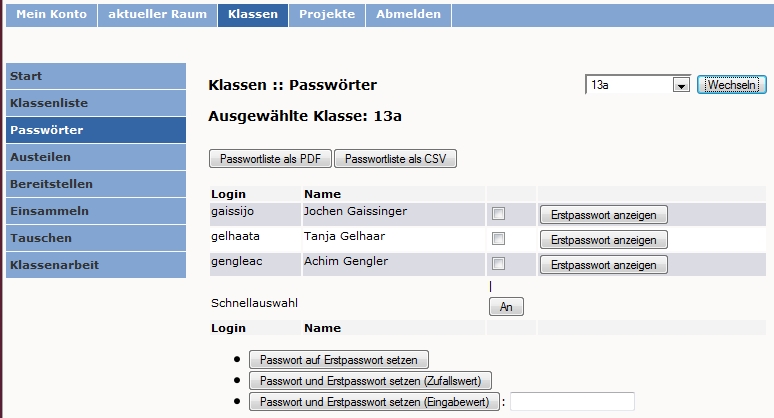 Mein Konto aktueller Raum Klassen Projekte Abmelden
Start
Klassenliste
Passwörter
Austeilen
Bereitstellen
Einsammeln
Tauschen
Klassenarbeit
Klassen :: Passwörter 13a Wechseln
Ausgewählte Klasse: 13a
Passwortliste als PDF Passwortliste als CSV
Login Name
gaissijo Jochen Gaissinger Erstpasswort anzeigen
gelhaata Tanja Gelhaar Erstpasswort anzeigen
gengleac Achim Gengler Erstpasswort anzeigen
|
Schnellauswahl An
Login Name
• Passwort auf Erstpasswort setzen
• Passwort und Erstpasswort setzen (Zufallswert)
• Passwort und Erstpasswort setzen (Eingabewert) :